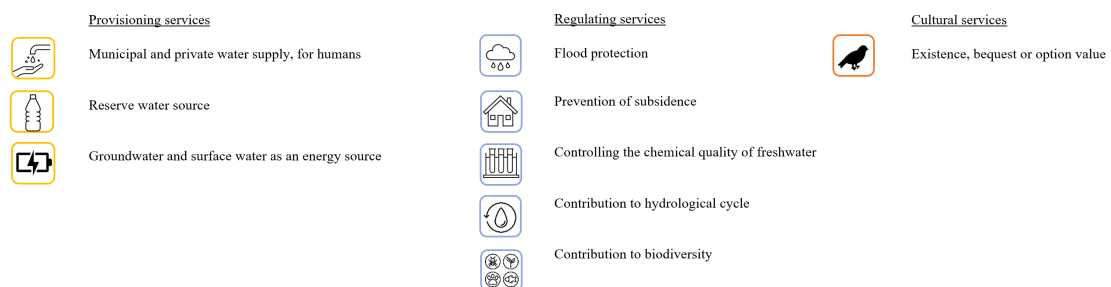 Provisioning services
Municipal and private water supply, for humans
Reserve water source
Groundwater and surface water as an energy source
Regulating services
Flood protection
Prevention of subsidence
Controlling the chemical quality of freshwater
Contribution to hydrological cycle
Contribution to biodiversity
Cultural services
Existence, bequest or option value